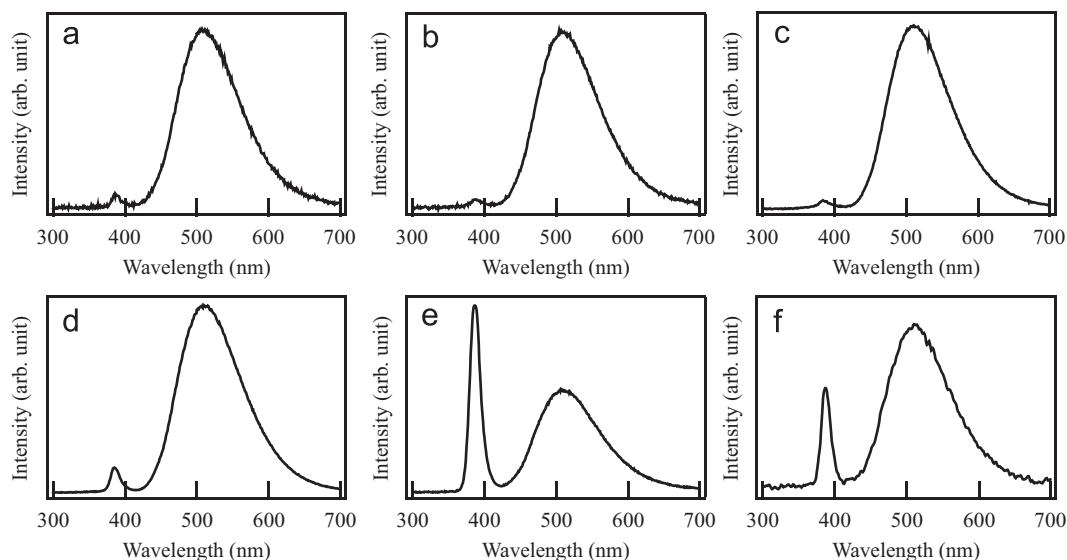 a b c
Intensity (arb. unit) Intensity (arb. unit) Intensity (arb. unit)
300 400 500 600 700 300 400 500 600 700 300 400 500 600 700
Wavelength (nm) Wavelength (nm) Wavelength (nm)
d e f
Intensity (arb. unit) Intensity (arb. unit) Intensity (arb. unit)
300 400 500 600 700 300 400 500 600 700 300 400 500 600 700
Wavelength (nm) Wavelength (nm) Wavelength (nm)